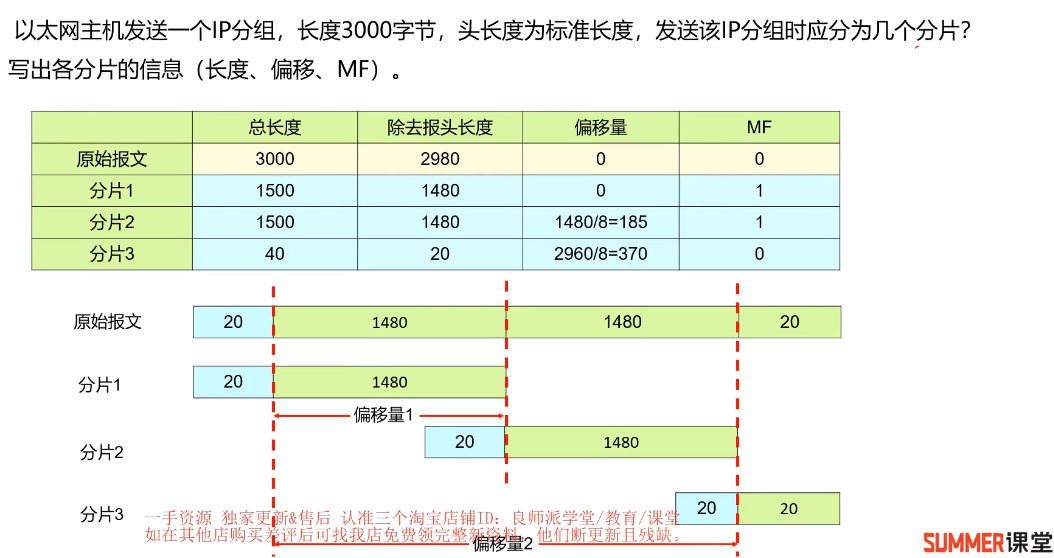 以太网主机发送一个IP分组，长度3000字节，头长度为标准长度，发送该IP分组时应分为几个分片?
写出各分片的信息（长度、偏移、MF）。
总长度 除去报头长度 偏移量 MF
原始报文 3000 2980 0 0
分片1 1500 1480 0 1
分片2 1500 1480 1480/8=185 1
分片3 40 20 2960/8=370 0
原始报文 20 1480 1480 20
分片1 20 1480
偏移量1
分片2 20 1480
分片3 20 20
一手资源 独家更新&售后 认准三个淘宝店铺ID：良师派学堂/教育/课堂
如在其他店购买差评后可找我店免费领完整新资料。他们断更新且残缺。
偏移量2
SUMMER课堂